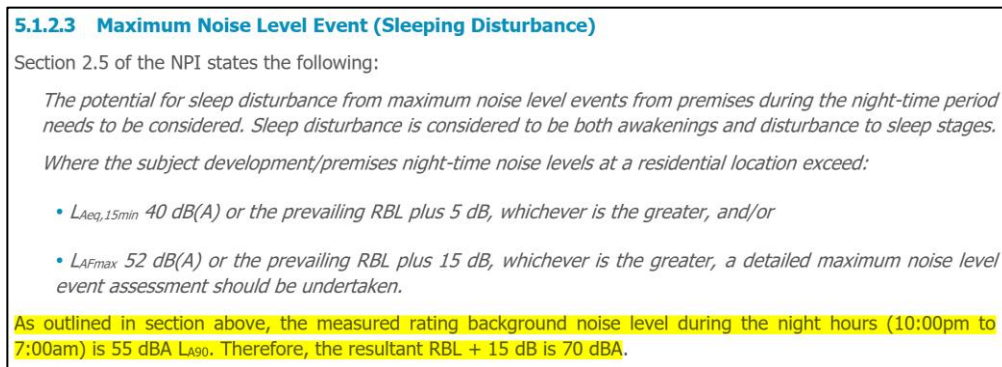 5.1.2.3 Maximum Noise Level Event (Sleeping Disturbance)
Section 2.5 of the NPI states the following:
The potential for sleep disturbance from maximum noise level events from premises during the night-time period
needs to be considered. Sleep disturbance is considered to be both awakenings and disturbance to sleep stages.
Where the subject development/premises night-time noise levels at a residential location exceed:
• LAeq,15min 40 dB(A) or the prevailing RBL plus 5 dB, whichever is the greater, and/or
• LAFmax 52 dB(A) or the prevailing RBL plus 15 dB, whichever is the greater, a detailed maximum noise level
event assessment should be undertaken.
As outlined in section above, the measured rating background noise level during the night hours (10:00pm to
7:00am) is 55 dBA LA90. Therefore, the resultant RBL + 15 dB is 70 dBA.